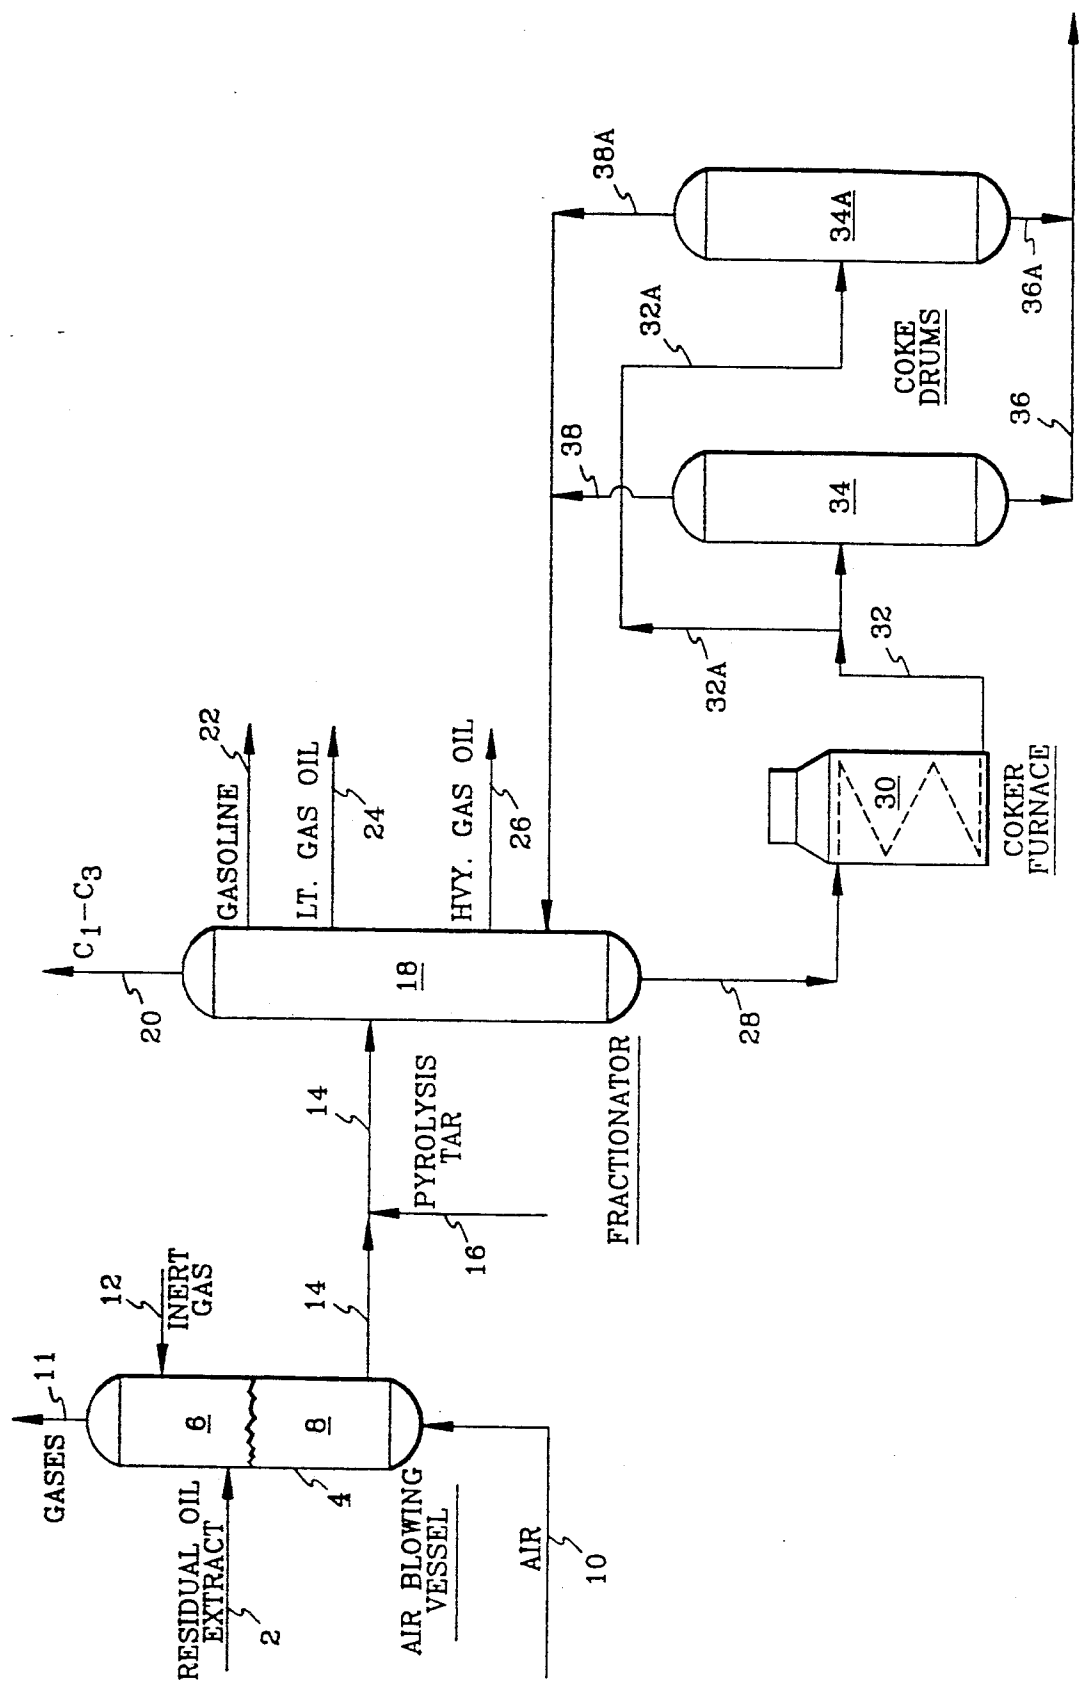 GASES
11
12
INERT
GAS
6
8
4
RESIDUAL OIL
EXTRACT
2
AIR BLOWING
VESSEL
AIR
10
14
14
16
PYROLYSIS
TAR
C1–C3
20
GASOLINE
22
LT. GAS OIL
24
HVY. GAS OIL
26
18
FRACTIONATOR
28
30
COKER
FURNACE
32
32A
32A
38
38A
34
34A
COKE
DRUMS
36
36A